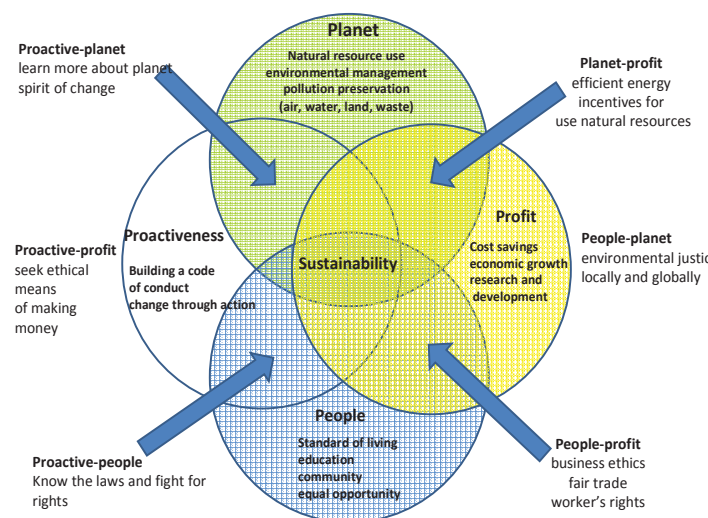 Planet
Natural resource use
environmental management
pollution preservation
(air, water, land, waste)
Proactive-planet
learn more about planet
spirit of change
Planet-profit
efficient energy
incentives for
use natural resources
Proactiveness
Building a code
of conduct
change through action
Sustainability
Profit
Cost savings
economic growth
research and
development
Proactive-profit
seek ethical
means
of making
money
People-planet
environmental justic
locally and globally
People
Standard of living
education
community
equal opportunity
Proactive-people
Know the laws and fight for
rights
People-profit
business ethics
fair trade
worker's rights